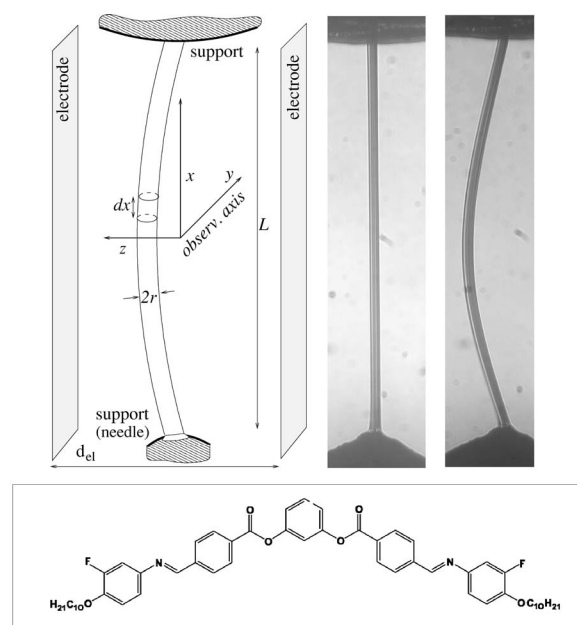 support
electrode
electrode
x
y
dx
z
observ. axis
L
2r
support
(needle)
d_el
O
O
F
N
O
O
N
F
H21C10O
OC10H21